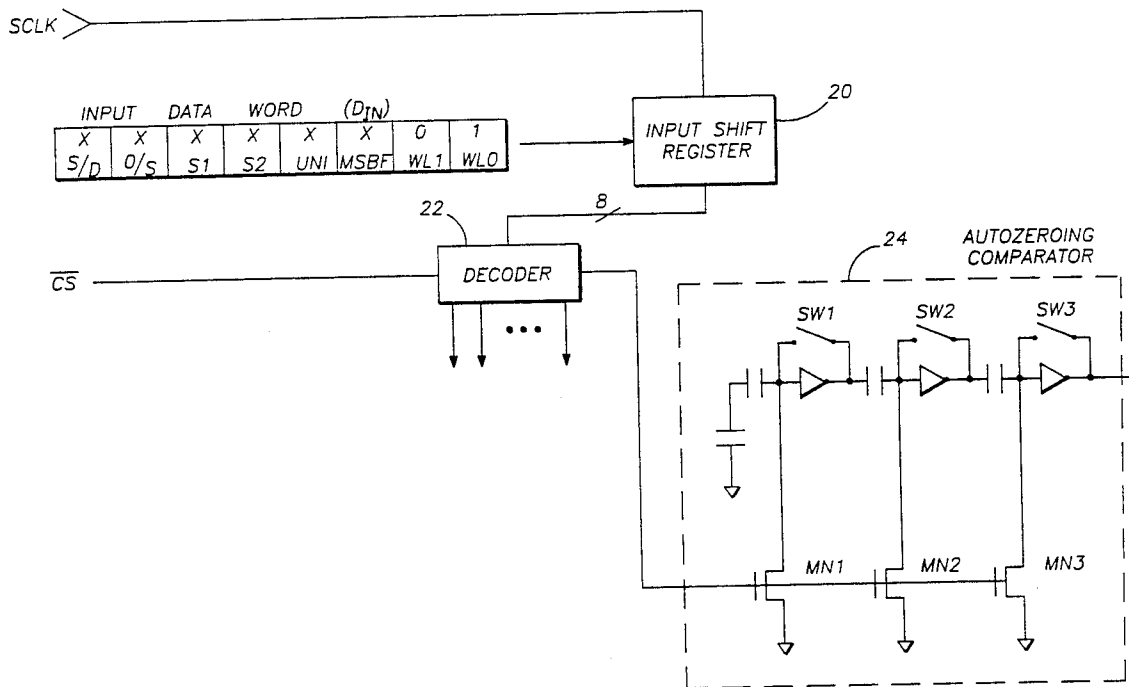 SCLK
INPUT DATA WORD (DIN)
X X X X X X 0 1
S/D O/S S1 S2 UNI MSBF WL1 WL0
20
INPUT SHIFT
REGISTER
8
22
DECODER
CS
24
AUTOZEROING
COMPARATOR
SW1 SW2 SW3
MN1 MN2 MN3